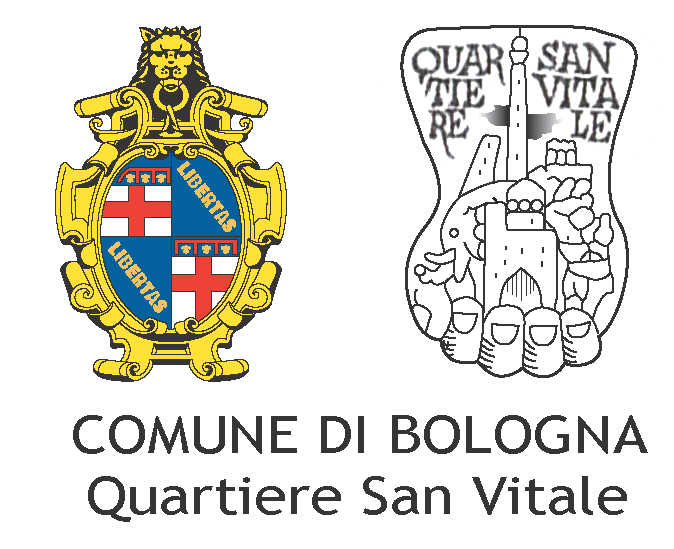 LIBERTAS
LIBERTAS
QUAR
TIE
RE
SAN
VITA
LE
COMUNE DI BOLOGNA
Quartiere San Vitale